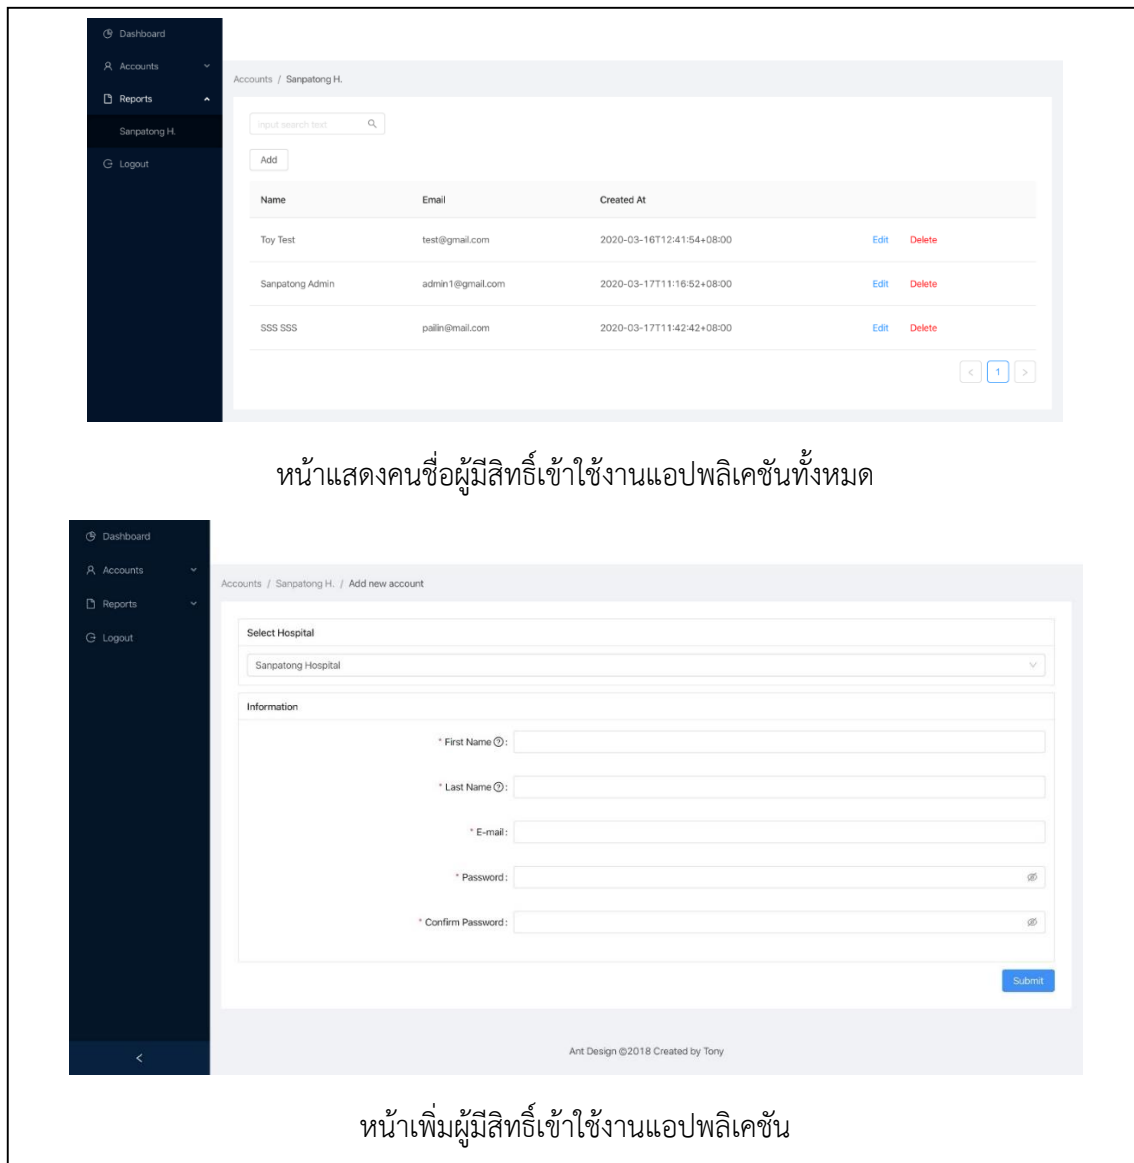 Dashboard
Accounts
Reports
Sanpatong H.
Logout
Accounts / Sanpatong H.
input search text
Add
Name Email Created At
Toy Test test@gmail.com 2020-03-16T12:41:54+08:00 Edit Delete
Sanpatong Admin admin1@gmail.com 2020-03-17T11:16:52+08:00 Edit Delete
SSS SSS pailin@mail.com 2020-03-17T11:42:42+08:00 Edit Delete
< 1 >
หน้าแสดงคนชื่อผู้มีสิทธิ์เข้าใช้งานแอปพลิเคชันทั้งหมด
Dashboard
Accounts
Reports
Logout
Accounts / Sanpatong H. / Add new account
Select Hospital
Sanpatong Hospital
Information
* First Name ? :
* Last Name ? :
* E-mail :
* Password :
* Confirm Password :
Submit
<
Ant Design ©2018 Created by Tony
หน้าเพิ่มผู้มีสิทธิ์เข้าใช้งานแอปพลิเคชัน